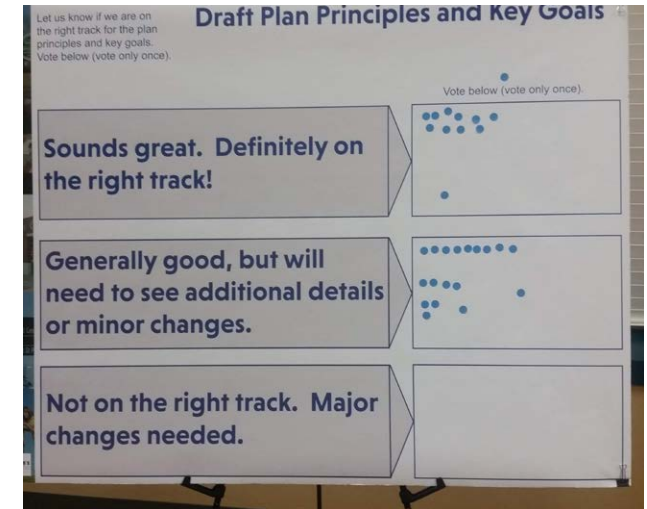 Let us know if we are on
the right track for the plan
principles and key goals.
Vote below (vote only once).
Draft Plan Principles and Key Goals
Vote below (vote only once).
Sounds great. Definitely on
the right track!
Generally good, but will
need to see additional details
or minor changes.
Not on the right track. Major
changes needed.